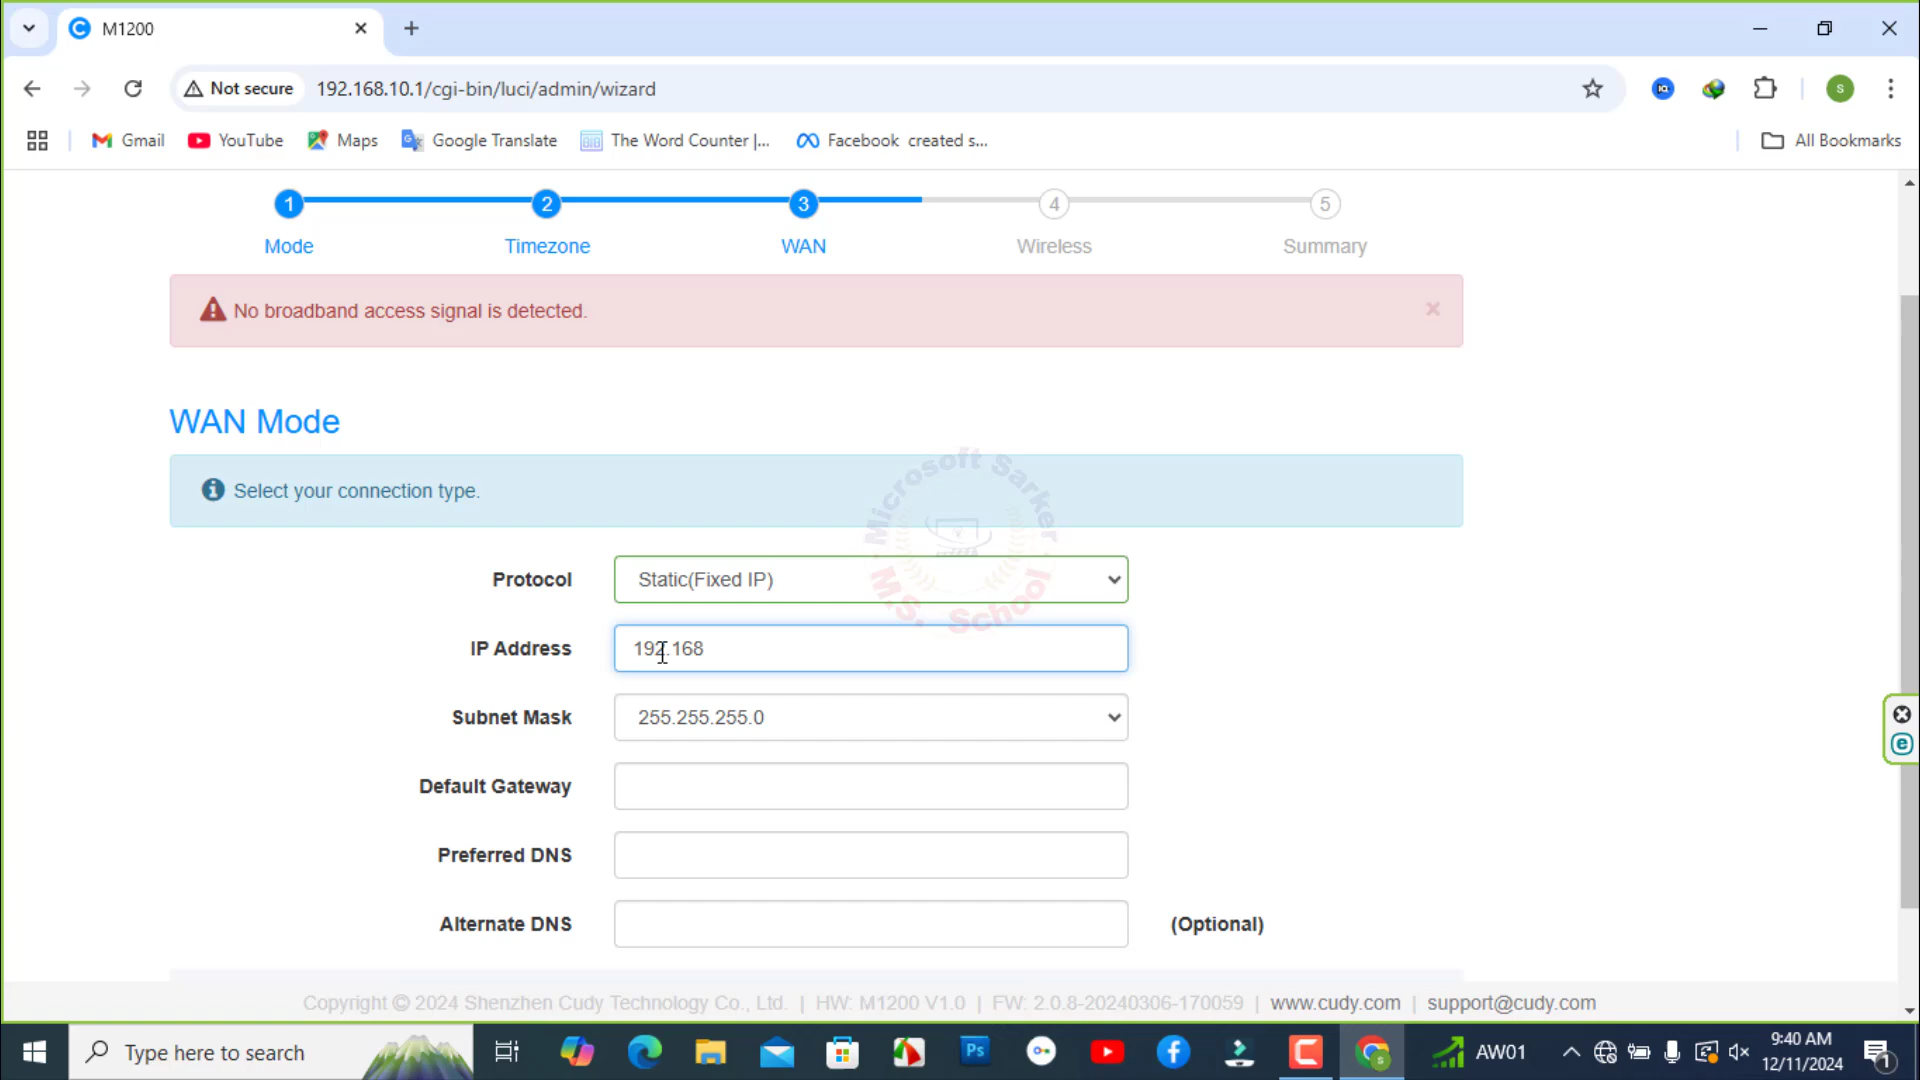 M1200
Not secure
192.168.10.1/cgi-bin/luci/admin/wizard
Gmail
YouTube
Maps
Google Translate
The Word Counter |...
Facebook created s...
All Bookmarks
1
2
3
4
5
Mode
Timezone
WAN
Wireless
Summary
No broadband access signal is detected.
WAN Mode
Select your connection type.
Microsoft Sarker
M.S. School
Protocol
Static(Fixed IP)
IP Address
192.168
Subnet Mask
255.255.255.0
Default Gateway
Preferred DNS
Alternate DNS
(Optional)
Copyright © 2024 Shenzhen Cudy Technology Co., Ltd. | HW: M1200 V1.0 | FW: 2.0.8-20240306-170059 | www.cudy.com | support@cudy.com
Type here to search
Ps
AW01
9:40 AM
12/11/2024
1